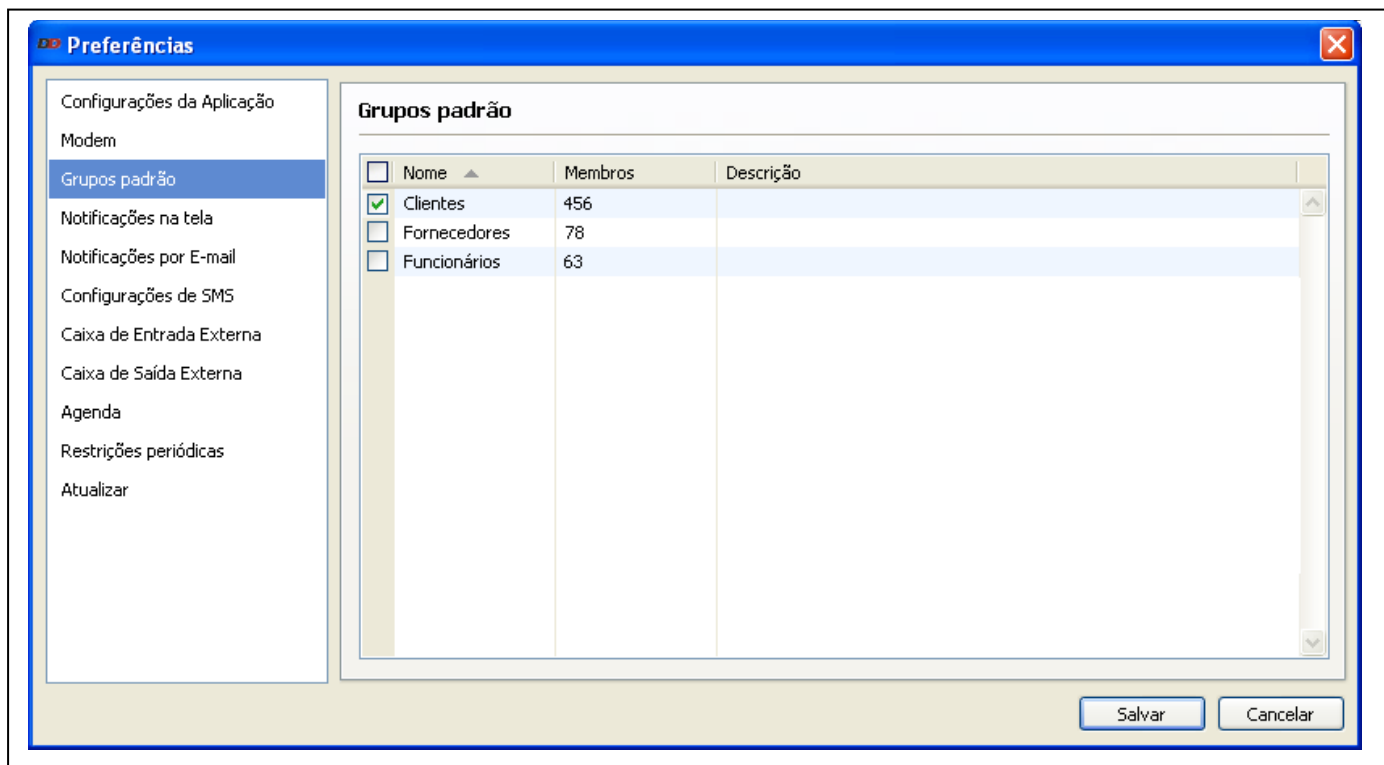 Preferências
Configurações da Aplicação
Modem
Grupos padrão
Notificações na tela
Notificações por E-mail
Configurações de SMS
Caixa de Entrada Externa
Caixa de Saída Externa
Agenda
Restrições periódicas
Atualizar
Grupos padrão
Nome Membros Descrição
Clientes 456
Fornecedores 78
Funcionários 63
Salvar Cancelar